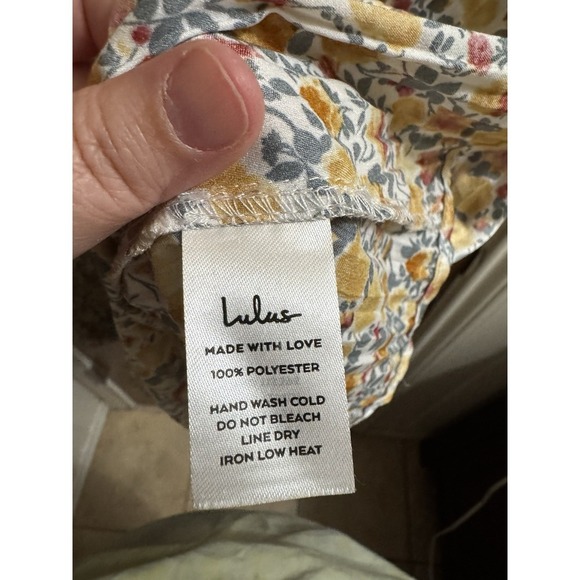 Lulus
MADE WITH LOVE
100% POLYESTER
HAND WASH COLD
DO NOT BLEACH
LINE DRY
IRON LOW HEAT